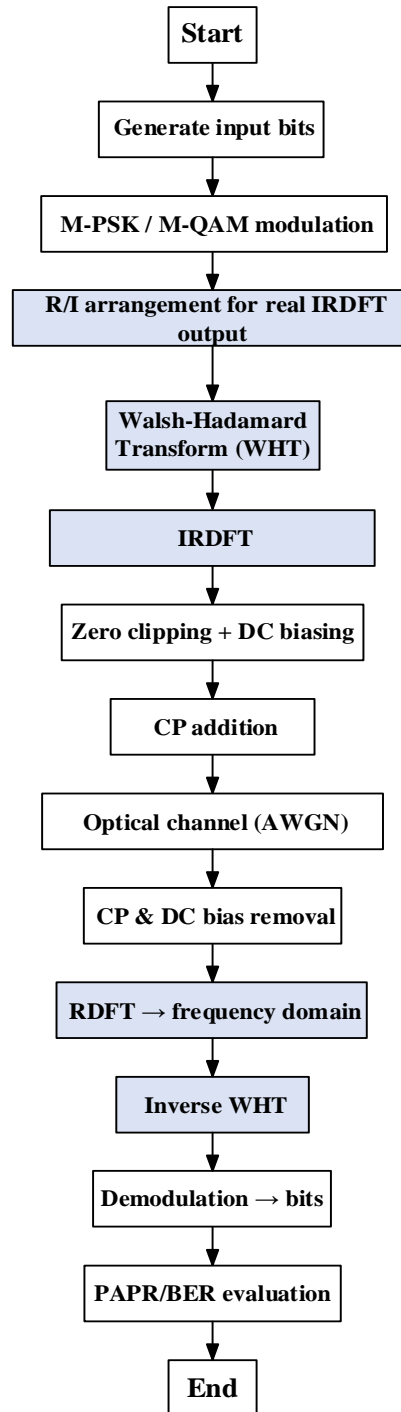 Start
Generate input bits
M-PSK / M-QAM modulation
R/I arrangement for real IRDFT
output
Walsh-Hadamard
Transform (WHT)
IRDFT
Zero clipping + DC biasing
CP addition
Optical channel (AWGN)
CP & DC bias removal
RDFT → frequency domain
Inverse WHT
Demodulation → bits
PAPR/BER evaluation
End